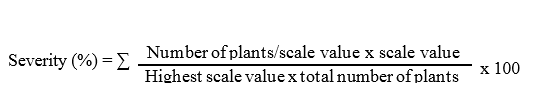 Severity (%) = ∑ Number of plants/scale value x scale value
Highest scale value x total number of plants x 100